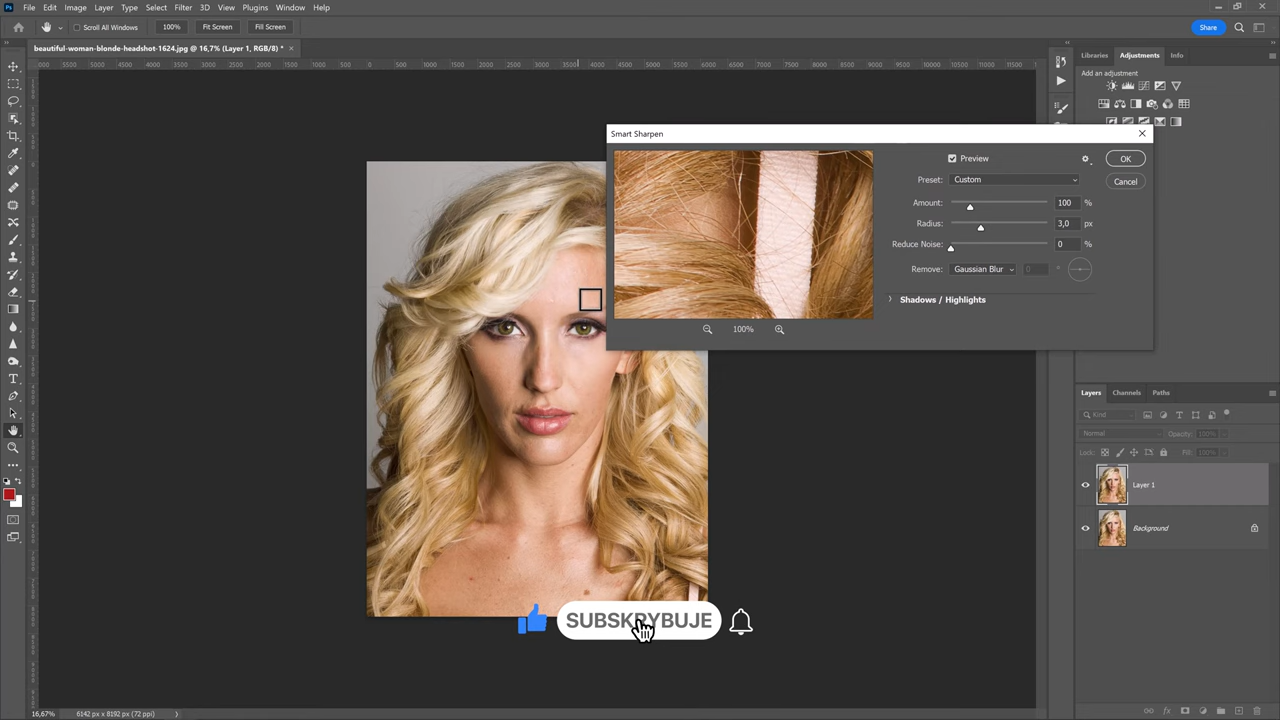 Ps File Edit Image Layer Type Select Filter 3D View Plugins Window Help
Scroll All Windows 100% Fit Screen Fill Screen Share
beautiful-woman-blonde-headshot-1624.jpg @ 16,7% (Layer 1, RGB/8) *
Libraries Adjustments Info
Add an adjustment
Smart Sharpen
Preview OK
Preset: Custom Cancel
Amount: 100 %
Radius: 3,0 px
Reduce Noise: 0 %
Remove: Gaussian Blur 0 °
Shadows / Highlights
100%
Layers Channels Paths
Kind
Normal Opacity: 100%
Lock: Fill: 100%
Layer 1
Background
SUBSKRYBUJE
16,67% 6142 px x 8192 px (72 ppi)